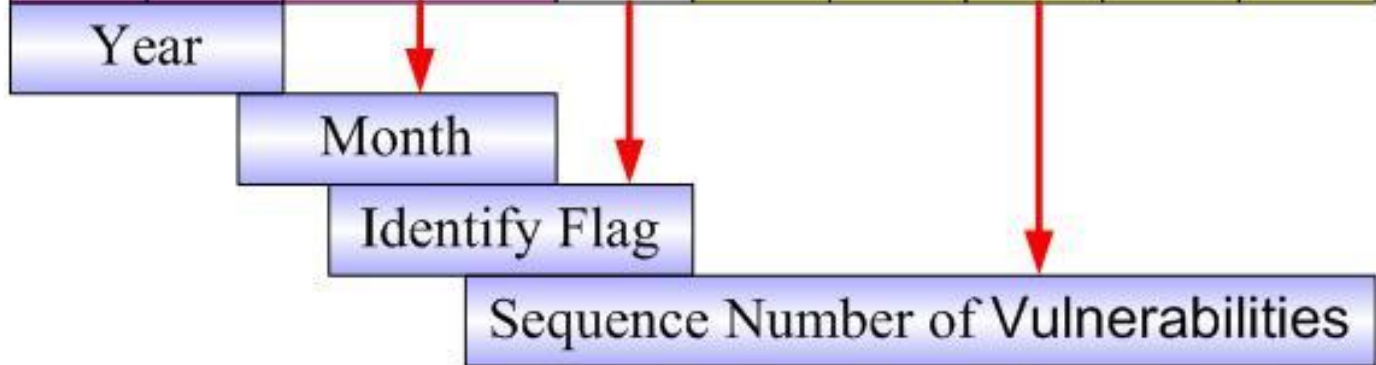 Year
Month
Identify Flag
Sequence Number of Vulnerabilities